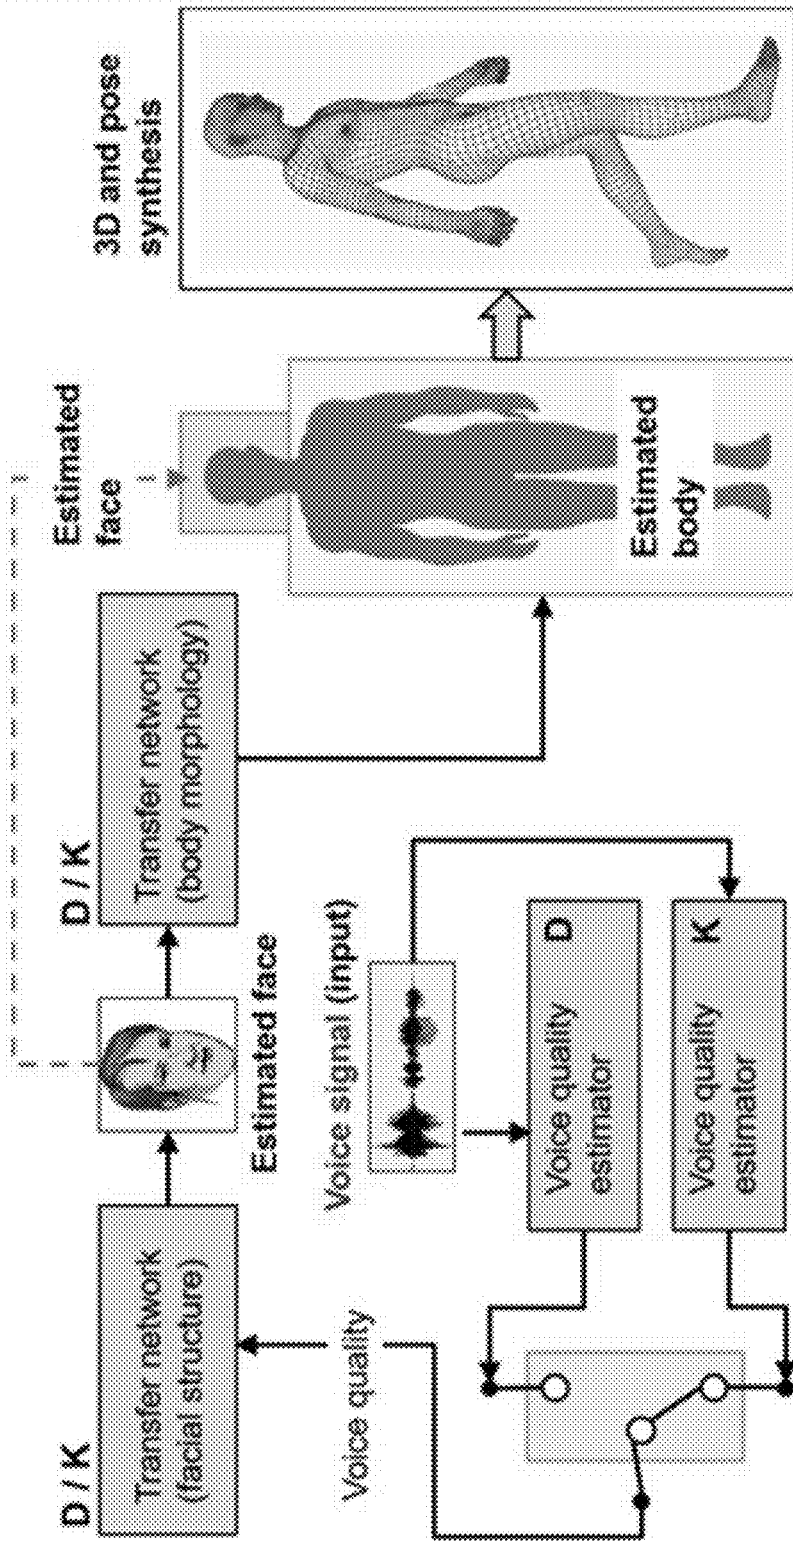 D / K
Transfer network
(facial structure)
Estimated face
D / K
Transfer network
(body morphology)
Estimated
face
3D and pose
synthesis
Voice quality
Voice signal (input)
Voice quality
estimator
D
Voice quality
estimator
K
Estimated
body